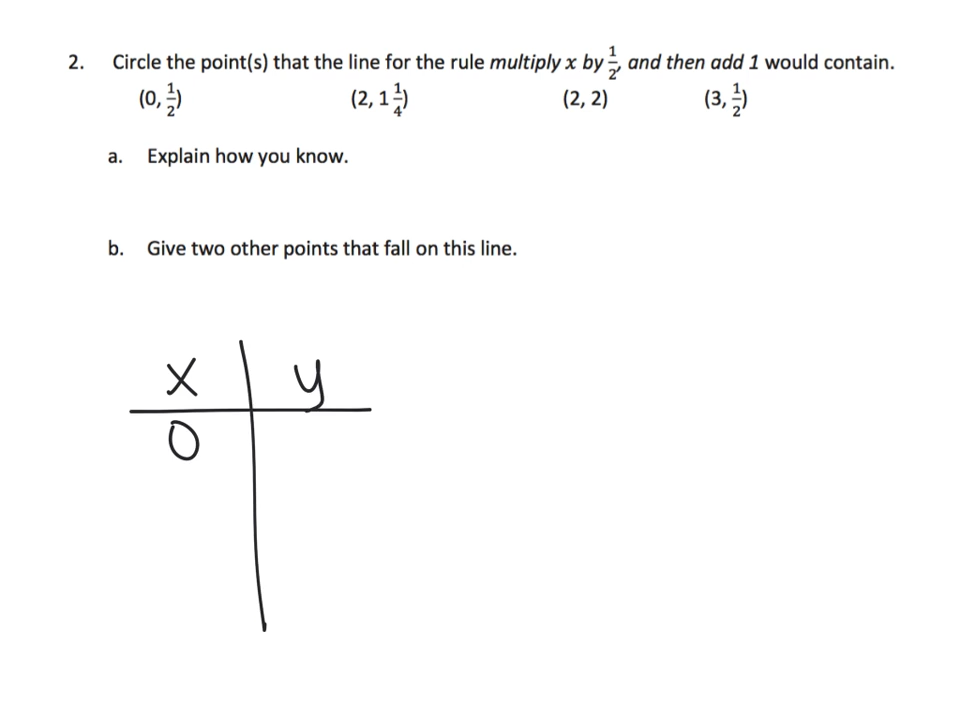 2. Circle the point(s) that the line for the rule multiply x by 1/2, and then add 1 would contain.
(0, 1/2) (2, 1 1/4) (2, 2) (3, 1/2)
a. Explain how you know.
b. Give two other points that fall on this line.
x y
0